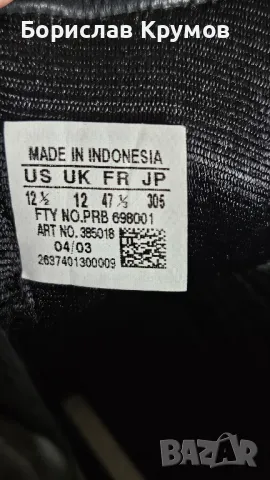 Борислав Крумов
MADE IN INDONESIA
US UK FR JP
12 ½ 12 47 ⅓ 305
FTY NO.PRB 698001
ART NO. 385018
04/03
2637401300009
BAZAR